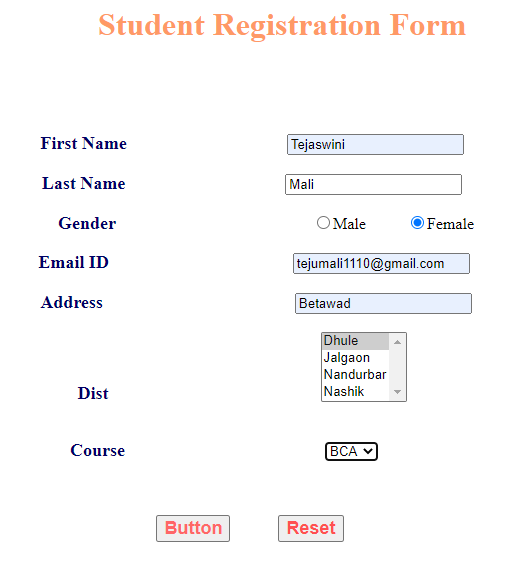 Student Registration Form
First Name Tejaswini
Last Name Mali
Gender Male Female
Email ID tejumali1110@gmail.com
Address Betawad
Dhule
Jalgaon
Nandurbar
Dist Nashik
Course BCA
Button Reset